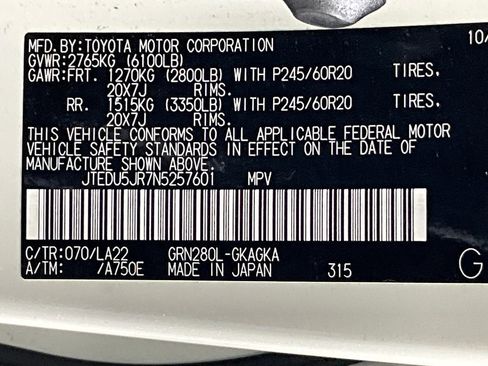 MFD.BY:TOYOTA MOTOR CORPORATION 10/
GVWR:2765KG (6100LB)
GAWR:FRT. 1270KG (2800LB) WITH P245/60R20 TIRES,
20X7J RIMS.
RR. 1515KG (3350LB) WITH P245/60R20 TIRES,
20X7J RIMS.
THIS VEHICLE CONFORMS TO ALL APPLICABLE FEDERAL MOTOR
VEHICLE SAFETY STANDARDS IN EFFECT ON THE DATE OF
MANUFACTURE SHOWN ABOVE.
JTEDU5JR7N5257601 MPV
C/TR:070/LA22 GRN280L-GKAGKA
A/TM: /A750E MADE IN JAPAN 315 G